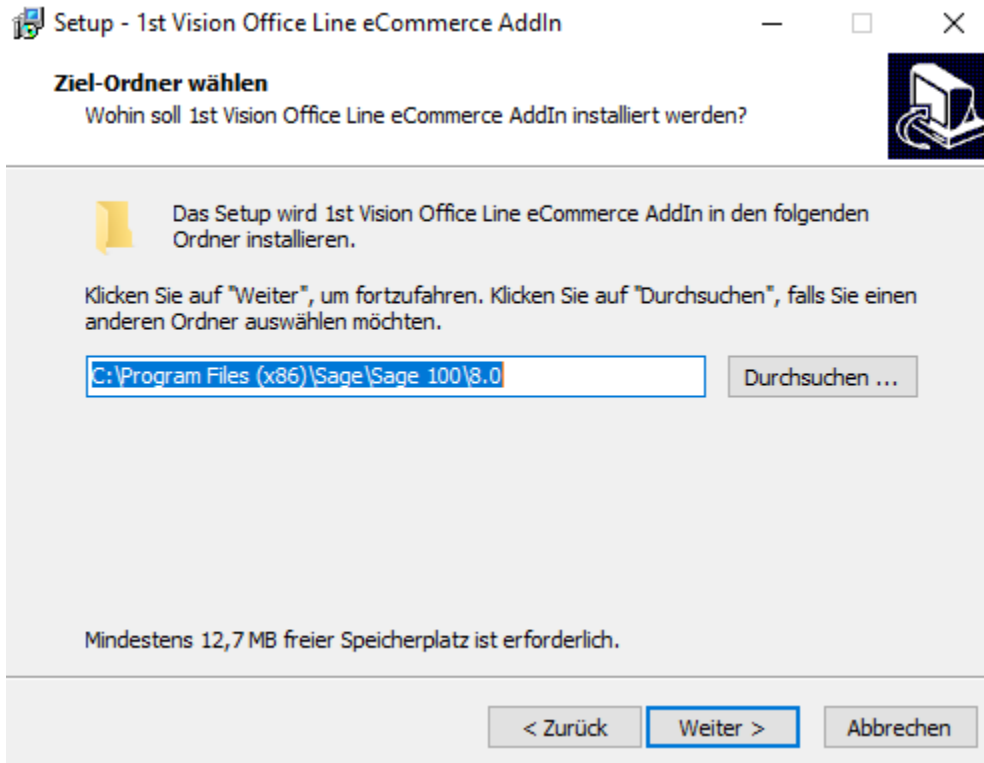 Setup - 1st Vision Office Line eCommerce AddIn
Ziel-Ordner wählen
Wohin soll 1st Vision Office Line eCommerce AddIn installiert werden?
Das Setup wird 1st Vision Office Line eCommerce AddIn in den folgenden
Ordner installieren.
Klicken Sie auf "Weiter", um fortzufahren. Klicken Sie auf "Durchsuchen", falls Sie einen
anderen Ordner auswählen möchten.
C:\Program Files (x86)\Sage\Sage 100\8.0
Durchsuchen ...
Mindestens 12,7 MB freier Speicherplatz ist erforderlich.
< Zurück
Weiter >
Abbrechen